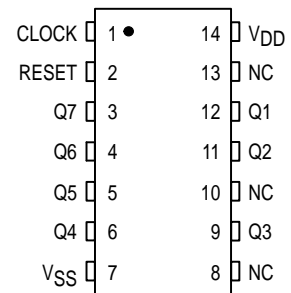 CLOCK 1 14 VDD
RESET 2 13 NC
Q7 3 12 Q1
Q6 4 11 Q2
Q5 5 10 NC
Q4 6 9 Q3
VSS 7 8 NC